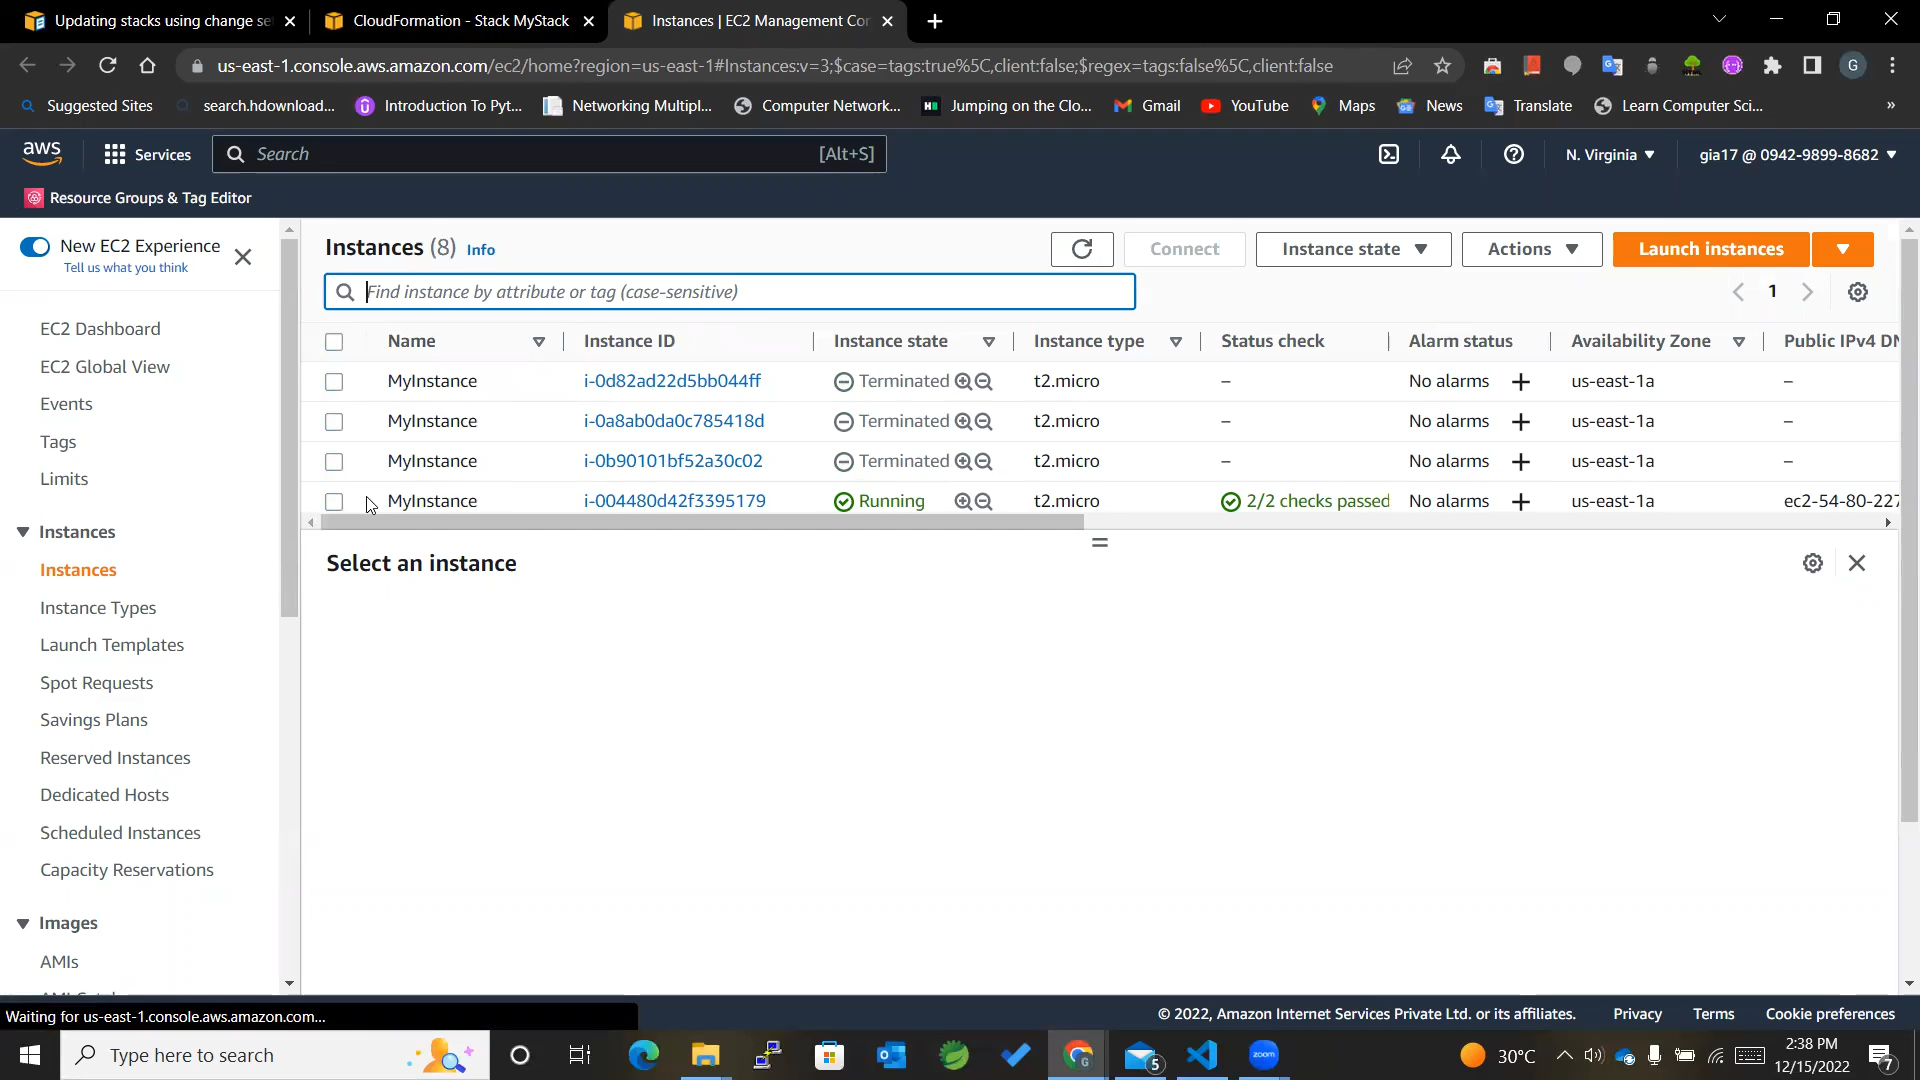 Updating stacks using change se
CloudFormation - Stack MyStack
Instances | EC2 Management Co
us-east-1.console.aws.amazon.com/ec2/home?region=us-east-1#Instances:v=3;$case=tags:true%5C,client:false;$regex=tags:false%5C,client:false
G
Suggested Sites
search.hdownload...
Introduction To Pyt...
Networking Multipl...
Computer Network...
Jumping on the Clo...
Gmail
YouTube
Maps
News
Translate
Learn Computer Sci...
»
aws
Services
Search
[Alt+S]
N. Virginia
gia17 @ 0942-9899-8682
Resource Groups & Tag Editor
New EC2 Experience
Tell us what you think
EC2 Dashboard
EC2 Global View
Events
Tags
Limits
Instances
Instances
Instance Types
Launch Templates
Spot Requests
Savings Plans
Reserved Instances
Dedicated Hosts
Scheduled Instances
Capacity Reservations
Images
AMIs
Instances (8) Info
Connect
Instance state
Actions
Launch instances
Find instance by attribute or tag (case-sensitive)
1
Name Instance ID Instance state Instance type Status check Alarm status Availability Zone Public IPv4 DN
MyInstance i-0d82ad22d5bb044ff Terminated t2.micro – No alarms + us-east-1a –
MyInstance i-0a8ab0da0c785418d Terminated t2.micro – No alarms + us-east-1a –
MyInstance i-0b90101bf52a30c02 Terminated t2.micro – No alarms + us-east-1a –
MyInstance i-004480d42f3395179 Running t2.micro 2/2 checks passed No alarms + us-east-1a ec2-54-80-227
Select an instance
Waiting for us-east-1.console.aws.amazon.com...
© 2022, Amazon Internet Services Private Ltd. or its affiliates.
Privacy
Terms
Cookie preferences
Type here to search
5
zoom
30°C
2:38 PM
12/15/2022
7